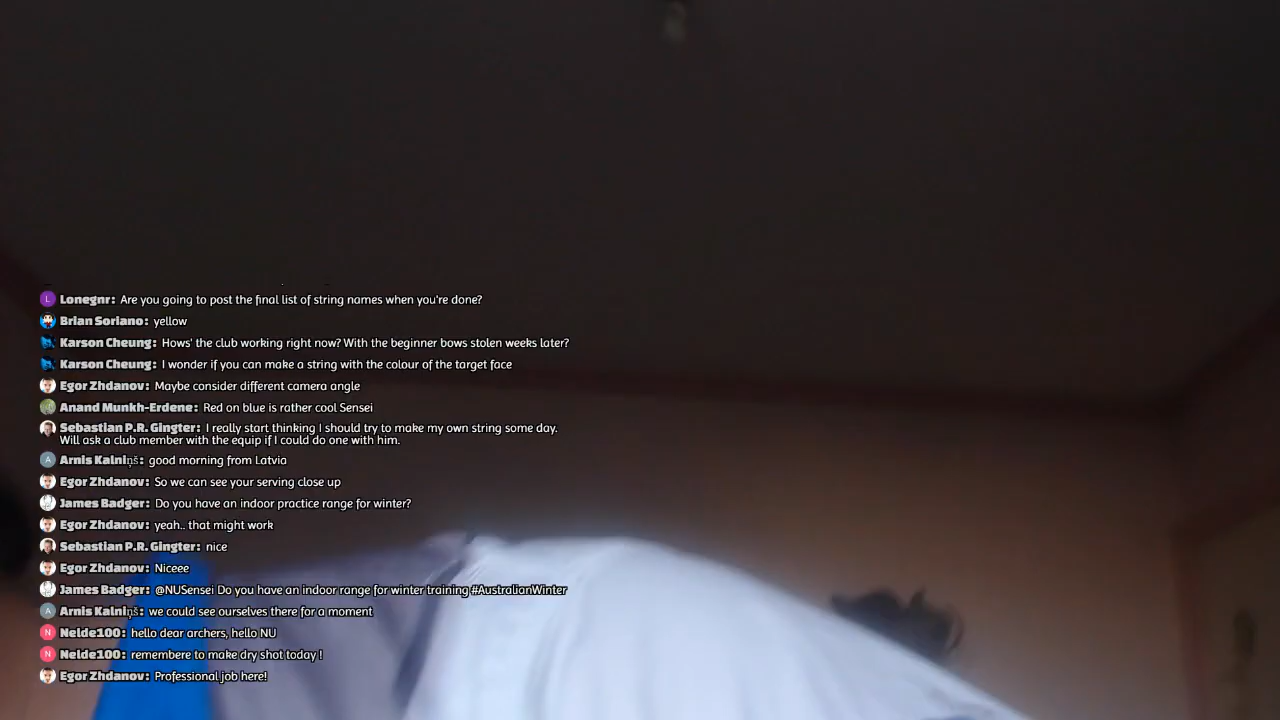 L Lonegnr: Are you going to post the final list of string names when you're done?
Brian Soriano: yellow
Karson Cheung: Hows' the club working right now? With the beginner bows stolen weeks later?
Karson Cheung: I wonder if you can make a string with the colour of the target face
Egor Zhdanov: Maybe consider different camera angle
Anand Munkh-Erdene: Red on blue is rather cool Sensei
Sebastian P.R. Gingter: I really start thinking I should try to make my own string some day.
Will ask a club member with the equip if I could do one with him.
A Arnis Kalniņš: good morning from Latvia
Egor Zhdanov: So we can see your serving close up
James Badger: Do you have an indoor practice range for winter?
Egor Zhdanov: yeah.. that might work
Sebastian P.R. Gingter: nice
Egor Zhdanov: Niceee
James Badger: @NUSensei Do you have an indoor range for winter training #AustralianWinter
A Arnis Kalniņš: we could see ourselves there for a moment
N Nelde100: hello dear archers, hello NU
N Nelde100: remembere to make dry shot today !
Egor Zhdanov: Professional job here!